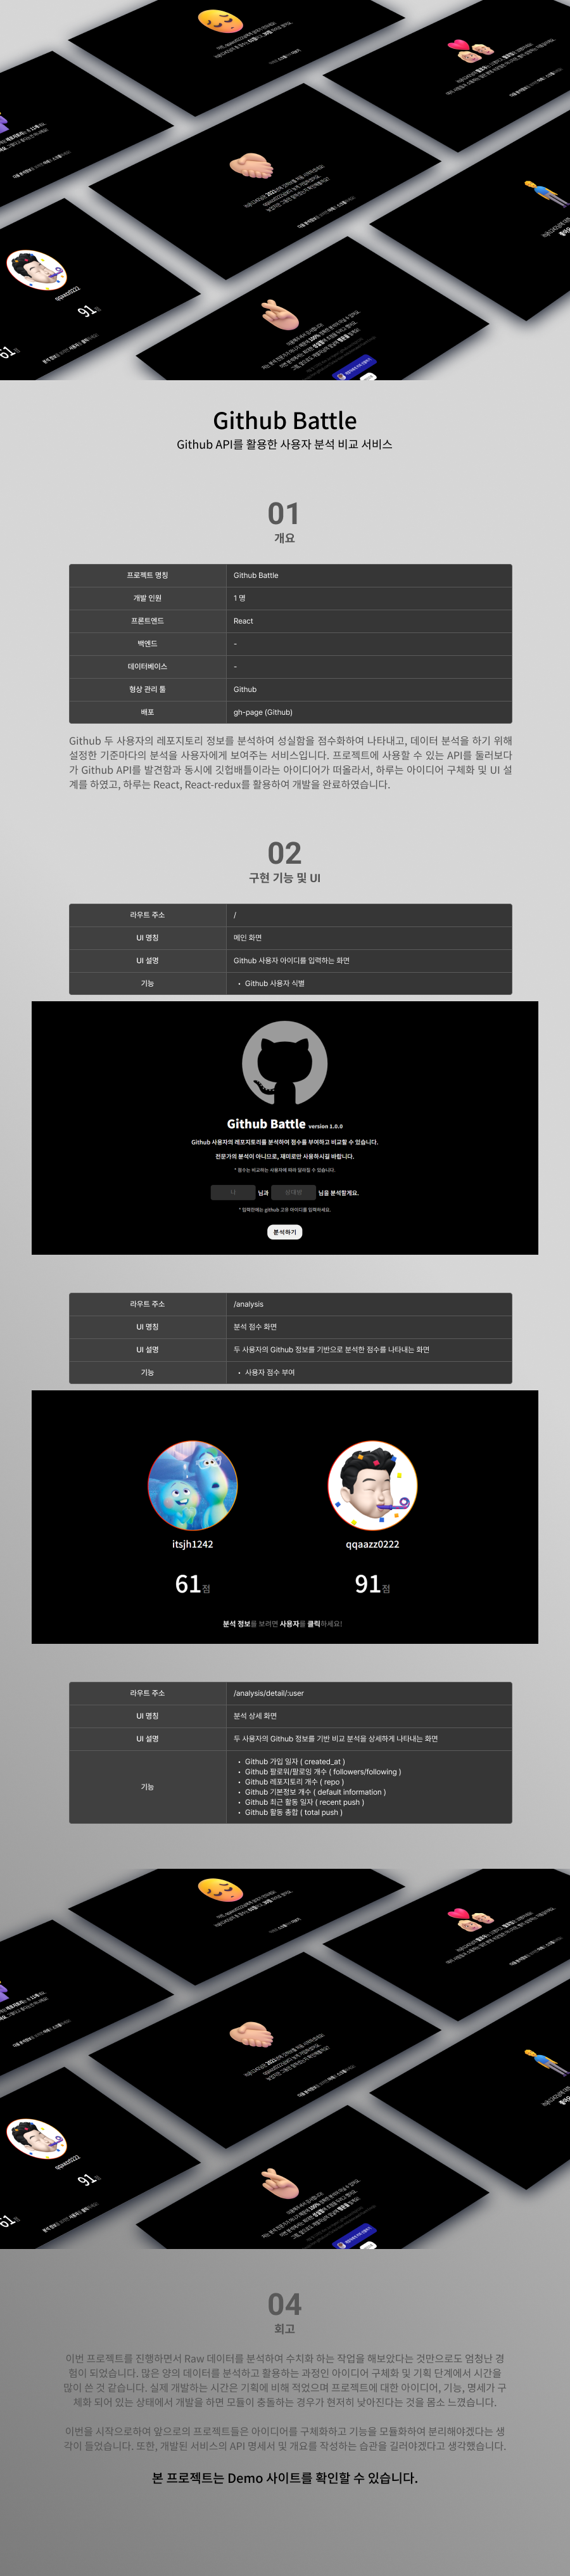 qqaazz0222
91점
61점
Github Battle
Github API를 활용한 사용자 분석 비교 서비스
01
개요
프로젝트 명칭 Github Battle
개발 인원 1 명
프론트엔드 React
백엔드 -
데이터베이스 -
형상 관리 툴 Github
배포 gh-page (Github)
Github 두 사용자의 레포지토리 정보를 분석하여 성실함을 점수화하여 나타내고, 데이터 분석을 하기 위해
설정한 기준마다의 분석을 사용자에게 보여주는 서비스입니다. 프로젝트에 사용할 수 있는 API를 둘러보다
가 Github API를 발견함과 동시에 깃헙배틀이라는 아이디어가 떠올라서, 하루는 아이디어 구체화 및 UI 설
계를 하였고, 하루는 React, React-redux를 활용하여 개발을 완료하였습니다.
02
구현 기능 및 UI
라우트 주소 /
UI 명칭 메인 화면
UI 설명 Github 사용자 아이디를 입력하는 화면
기능 • Github 사용자 식별
Github Battle version 1.0.0
Github 사용자의 레포지토리를 분석하여 점수를 부여하고 비교할 수 있습니다.
전문가의 분석이 아니므로, 재미로만 사용하시길 바랍니다.
* 점수는 비교하는 사용자에 따라 달라질 수 있습니다.
나 님과 상대방 님을 분석할게요.
* 입력란에는 github 고유 아이디를 입력하세요.
분석하기
라우트 주소 /analysis
UI 명칭 분석 점수 화면
UI 설명 두 사용자의 Github 정보를 기반으로 분석한 점수를 나타내는 화면
기능 • 사용자 점수 부여
itsjh1242 qqaazz0222
61점 91점
분석 정보를 보려면 사용자를 클릭하세요!
라우트 주소 /analysis/detail/:user
UI 명칭 분석 상세 화면
UI 설명 두 사용자의 Github 정보를 기반 비교 분석을 상세하게 나타내는 화면
기능
• Github 가입 일자 ( created_at )
• Github 팔로워/팔로잉 개수 ( followers/following )
• Github 레포지토리 개수 ( repo )
• Github 기본정보 개수 ( default information )
• Github 최근 활동 일자 ( recent push )
• Github 활동 총합 ( total push )
qqaazz0222
91점
61점
04
회고
이번 프로젝트를 진행하면서 Raw 데이터를 분석하여 수치화 하는 작업을 해보았다는 것만으로도 엄청난 경
험이 되었습니다. 많은 양의 데이터를 분석하고 활용하는 과정인 아이디어 구체화 및 기획 단계에서 시간을
많이 쓴 것 같습니다. 실제 개발하는 시간은 기획에 비해 적었으며 프로젝트에 대한 아이디어, 기능, 명세가 구
체화 되어 있는 상태에서 개발을 하면 모듈이 충돌하는 경우가 현저히 낮아진다는 것을 몸소 느꼈습니다.
이번을 시작으로하여 앞으로의 프로젝트들은 아이디어를 구체화하고 기능을 모듈화하여 분리해야겠다는 생
각이 들었습니다. 또한, 개발된 서비스의 API 명세서 및 개요를 작성하는 습관을 길러야겠다고 생각했습니다.
본 프로젝트는 Demo 사이트를 확인할 수 있습니다.